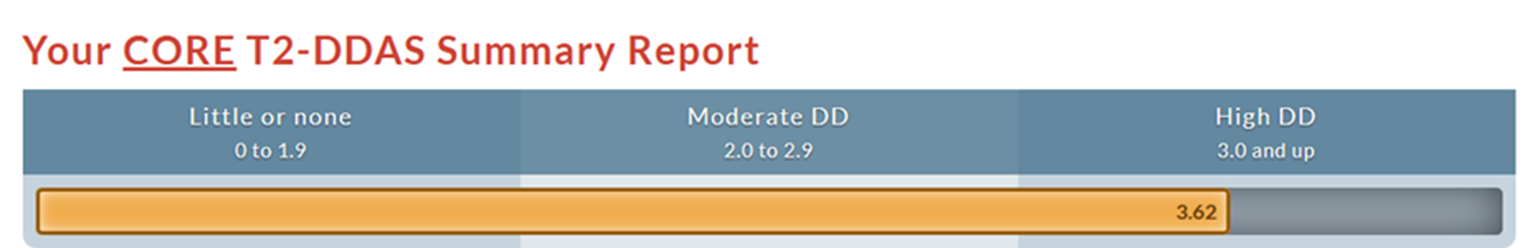 Your CORE T2-DDAS Summary Report
Little or none
0 to 1.9
Moderate DD
2.0 to 2.9
High DD
3.0 and up
3.62